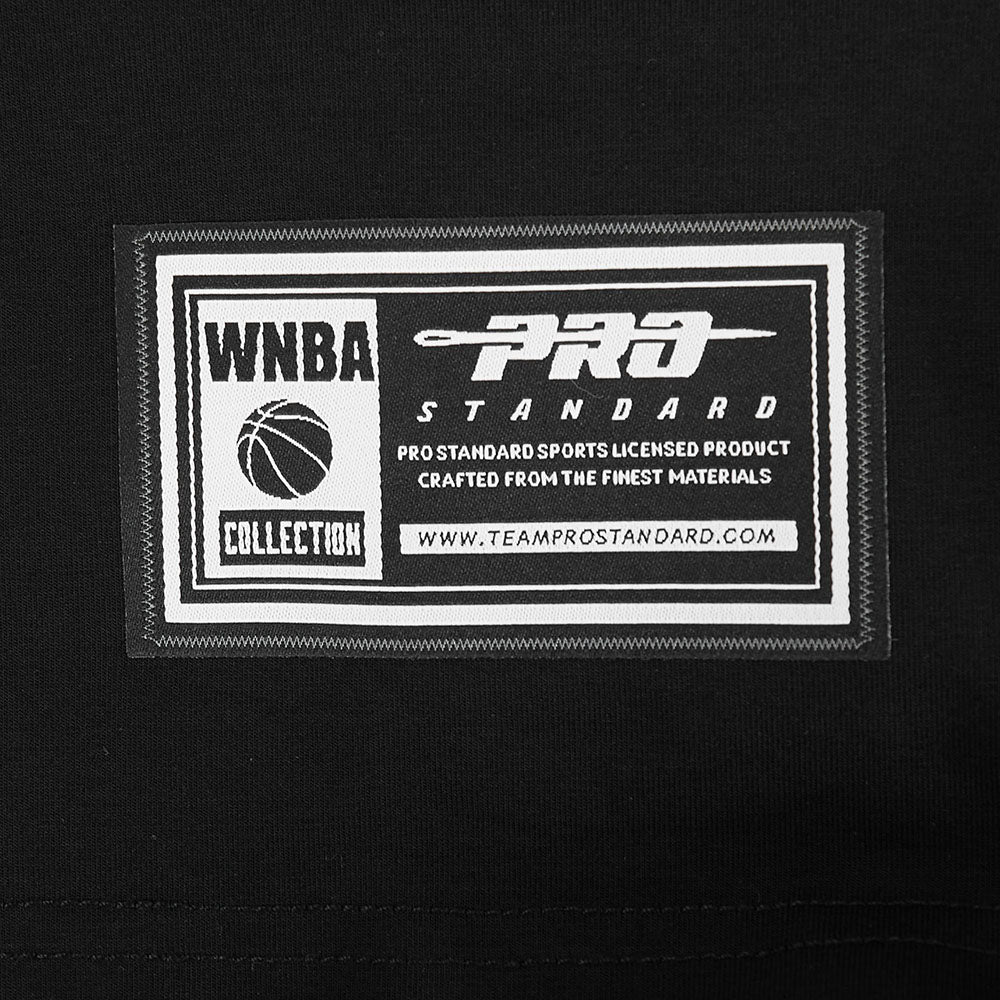 WNBA
COLLECTION
PRO
STANDARD
PRO STANDARD SPORTS LICENSED PRODUCT
CRAFTED FROM THE FINEST MATERIALS
WWW.TEAMPROSTANDARD.COM